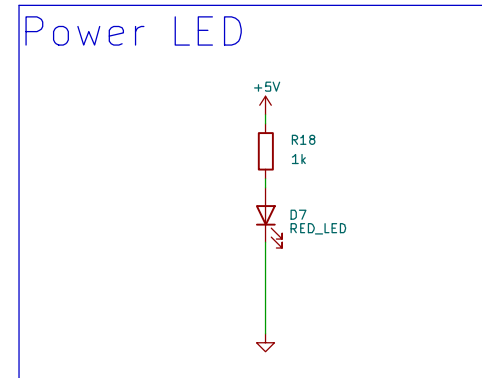 Power LED
+5V
R18
1k
D7
RED_LED